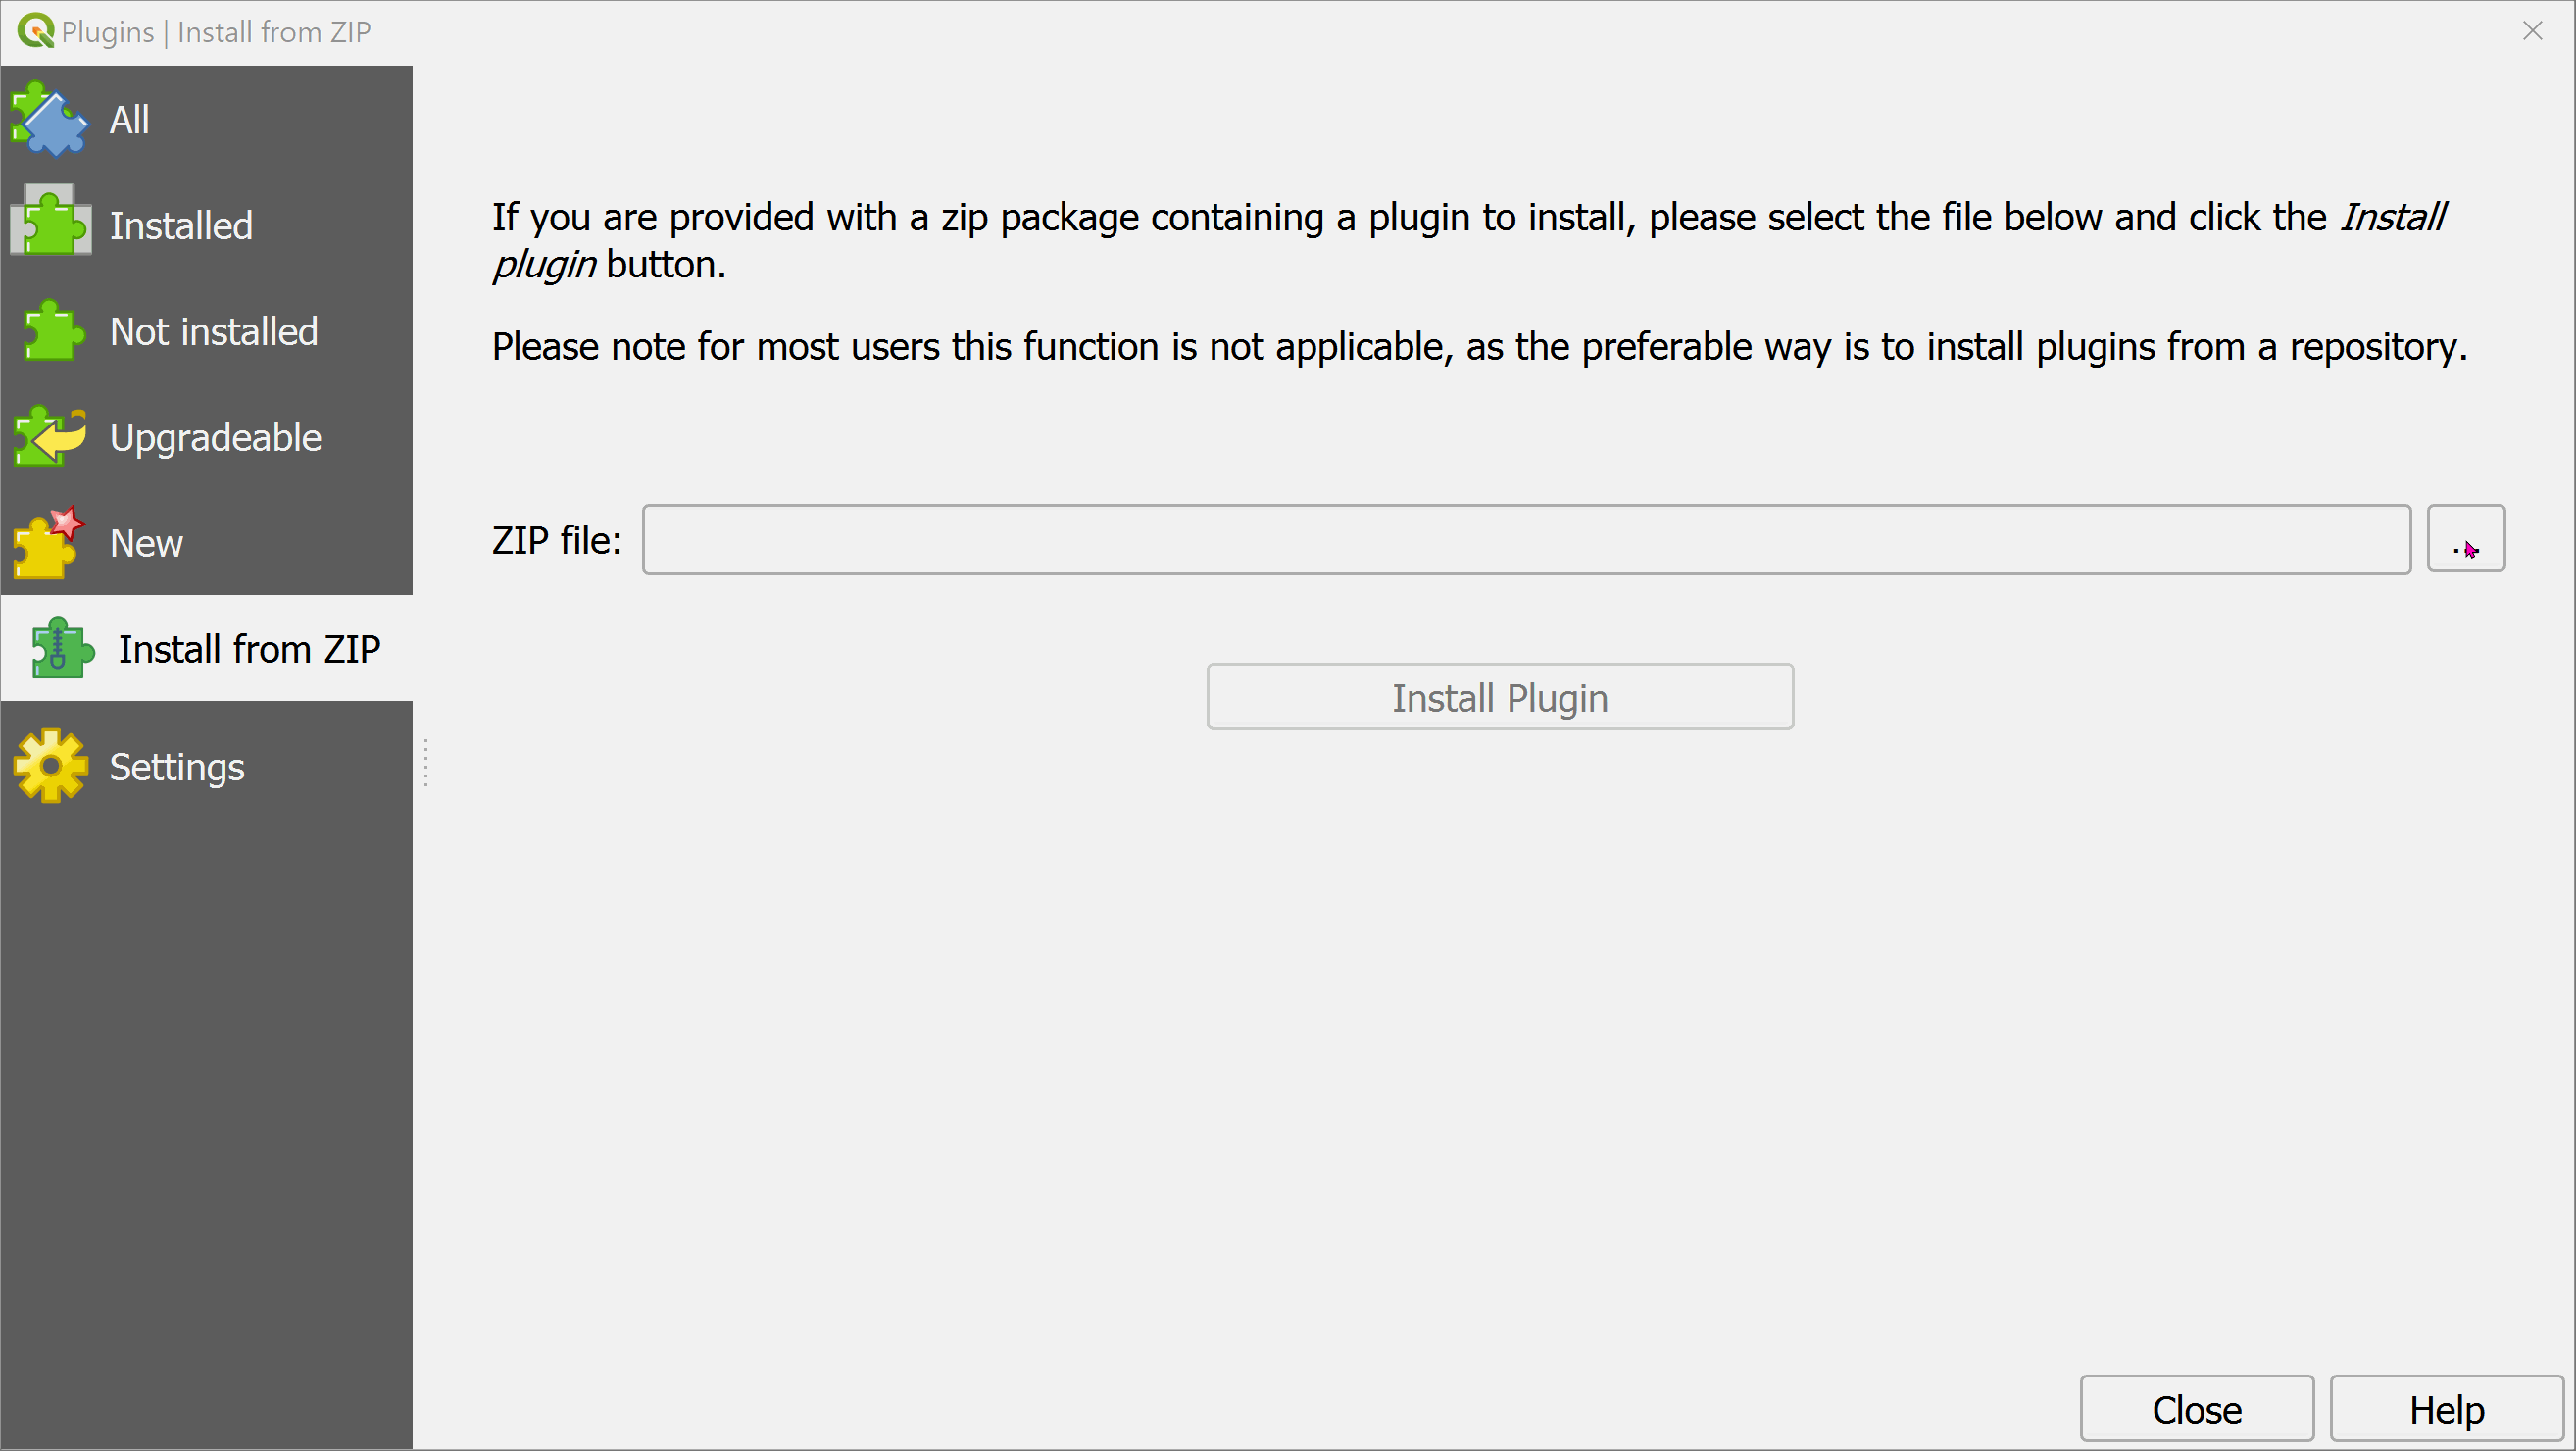 Plugins | Install from ZIP
All
Installed
Not installed
Upgradeable
New
Install from ZIP
Settings
If you are provided with a zip package containing a plugin to install, please select the file below and click the Install
plugin button.
Please note for most users this function is not applicable, as the preferable way is to install plugins from a repository.
ZIP file:
...
Install Plugin
Close
Help